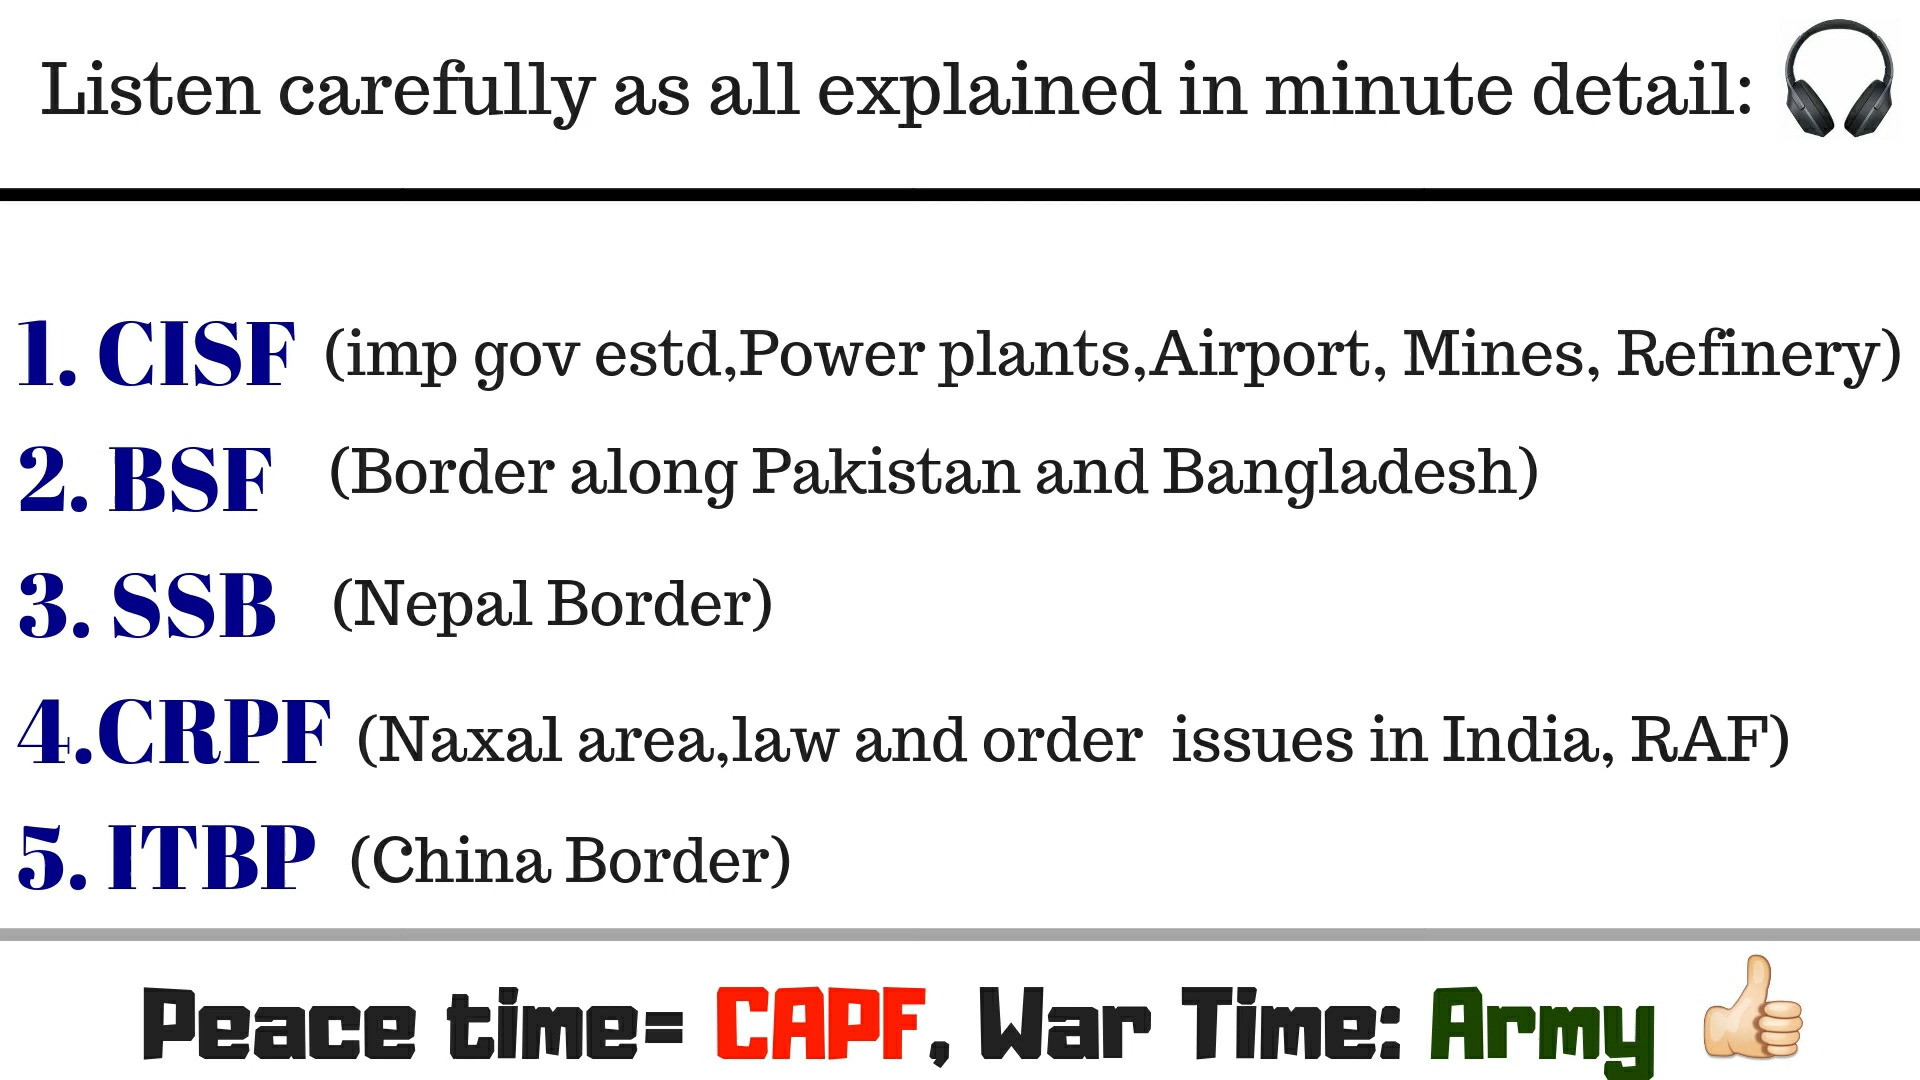 Listen carefully as all explained in minute detail:
1. CISF (imp gov estd,Power plants,Airport, Mines, Refinery)
2. BSF (Border along Pakistan and Bangladesh)
3. SSB (Nepal Border)
4.CRPF (Naxal area,law and order issues in India, RAF)
5. ITBP (China Border)
Peace time= CAPF, War Time: Army